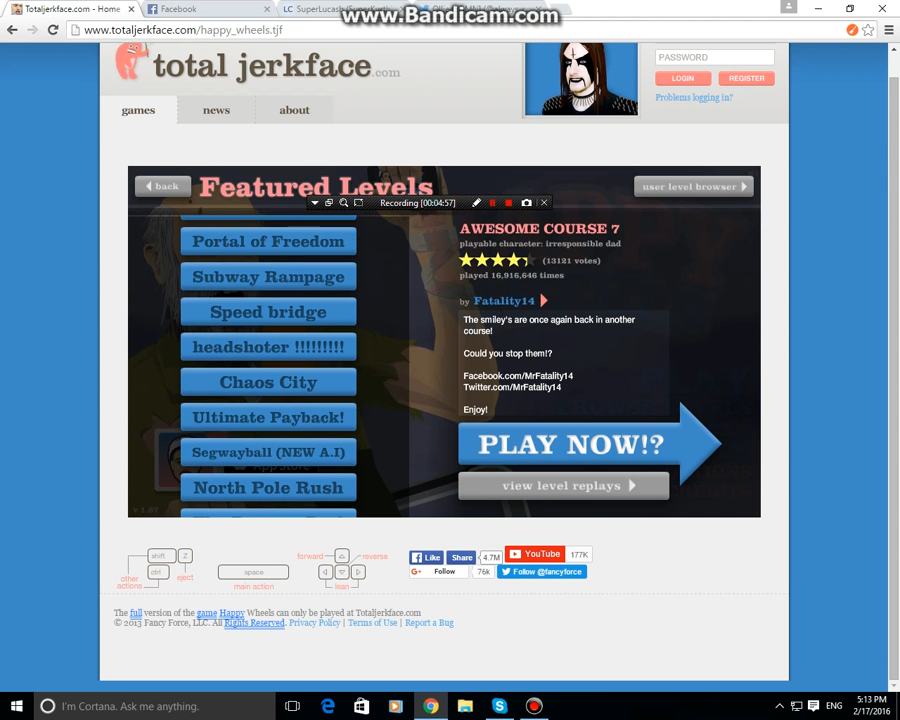 www.Bandicam.com
Totaljerkface.com - Home
Facebook
www.totaljerkface.com/happy_wheels.tjf
total jerkface.com
PASSWORD
LOGIN
REGISTER
Problems logging in?
games
news
about
back
Featured Levels
user level browser
Recording [00:04:57]
Portal of Freedom
Subway Rampage
Speed bridge
headshoter !!!!!!!!!
Chaos City
Ultimate Payback!
Segwayball (NEW A.I)
North Pole Rush
AWESOME COURSE 7
playable character: irresponsible dad
(13121 votes)
played 16,916,646 times
by Fatality14
The smiley's are once again back in another
course!
Could you stop them!?
Facebook.com/MrFatality14
Twitter.com/MrFatality14
Enjoy!
PLAY NOW!?
view level replays
App Store
v 1.87
shift
Z
ctrl
eject
other
actions
space
main action
forward
reverse
lean
Like
Share
4.7M
YouTube
177K
Follow
76k
Follow @fancyforce
The full version of the game Happy Wheels can only be played at Totaljerkface.com
© 2013 Fancy Force, LLC. All Rights Reserved. Privacy Policy | Terms of Use | Report a Bug
I'm Cortana. Ask me anything.
ENG
5:13 PM
2/17/2016